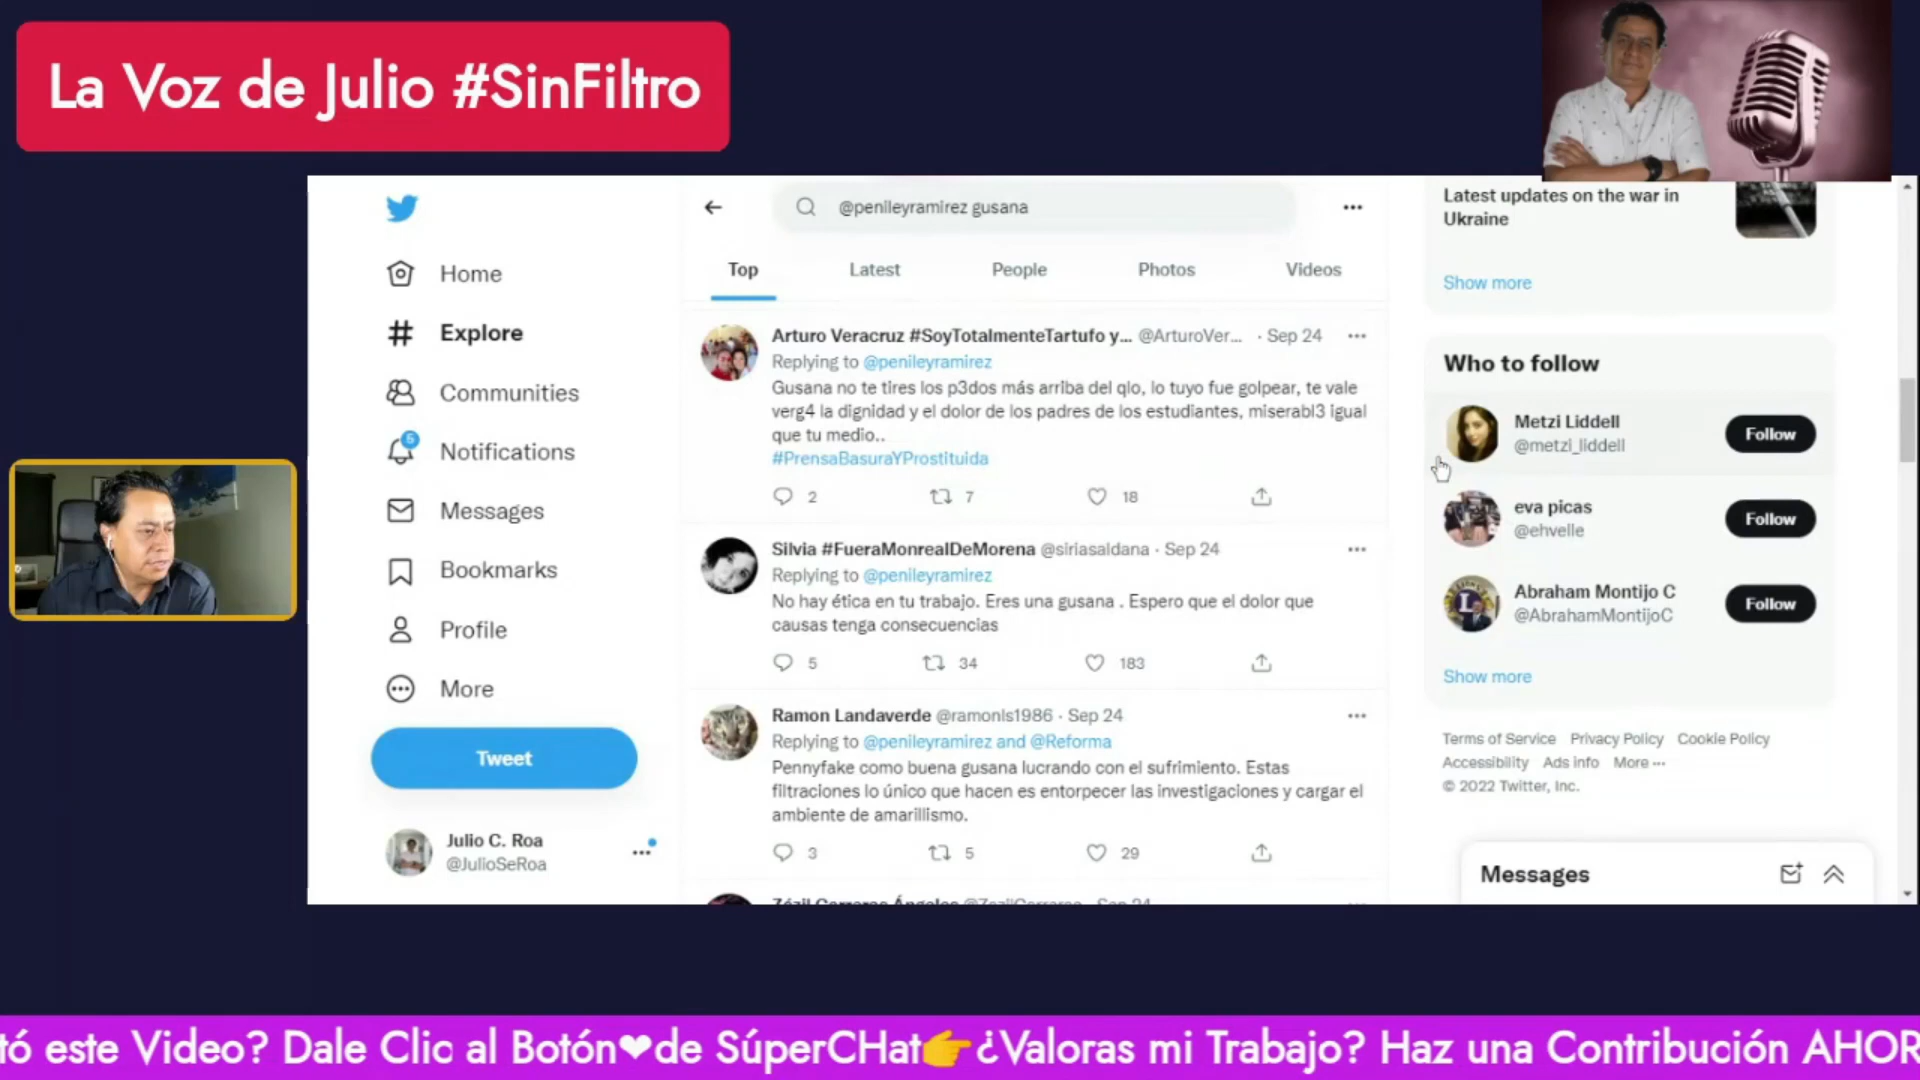 La Voz de Julio #SinFiltro
@penileyramirez gusana
Top
Latest
People
Photos
Videos
Home
Explore
Communities
5
Notifications
Messages
Bookmarks
Profile
More
Tweet
Julio C. Roa
@JulioSeRoa
Arturo Veracruz #SoyTotalmenteTartufo y... @ArturoVer... · Sep 24
Replying to @penileyramirez
Gusana no te tires los p3dos más arriba del qlo, lo tuyo fue golpear, te vale
verg4 la dignidad y el dolor de los padres de los estudiantes, miserabl3 igual
que tu medio..
#PrensaBasuraYProstituida
2
7
18
Silvia #FueraMonrealDeMorena @siriasaldana · Sep 24
Replying to @penileyramirez
No hay ética en tu trabajo. Eres una gusana . Espero que el dolor que
causas tenga consecuencias
5
34
183
Ramon Landaverde @ramonls1986 · Sep 24
Replying to @penileyramirez and @Reforma
Pennyfake como buena gusana lucrando con el sufrimiento. Estas
filtraciones lo único que hacen es entorpecer las investigaciones y cargar el
ambiente de amarillismo.
3
5
29
Latest updates on the war in
Ukraine
Show more
Who to follow
Metzi Liddell
@metzi_liddell
Follow
eva picas
@ehvelle
Follow
Abraham Montijo C
@AbrahamMontijoC
Follow
Show more
Terms of Service Privacy Policy Cookie Policy
Accessibility Ads info More ···
© 2022 Twitter, Inc.
Messages
tó este Video? Dale Clic al Botón❤de SúperCHat👉¿Valoras mi Trabajo? Haz una Contribución AHOR